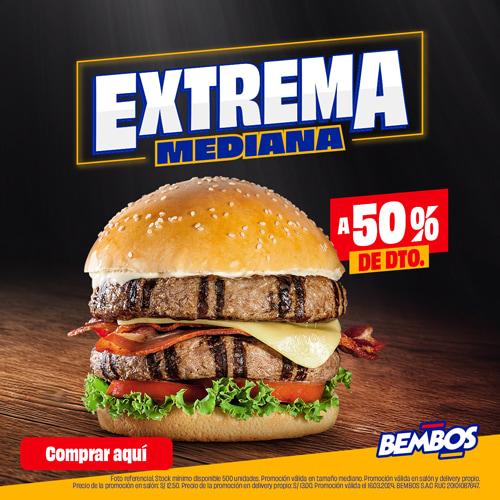 EXTREMA
MEDIANA
A 50%
DE DTO.
Comprar aquí
BEMBOS
Foto referencial. Stock mínimo disponible 500 unidades. Promoción válida en tamaño mediano. Promoción válida en salón y delivery propio.
Precio de la promoción en salón: S/ 12.50. Precio de la promoción en delivery propio: S/ 13.00. Promoción válida el 16.03.2024. BEMBOS S.A.C RUC 20101087647.